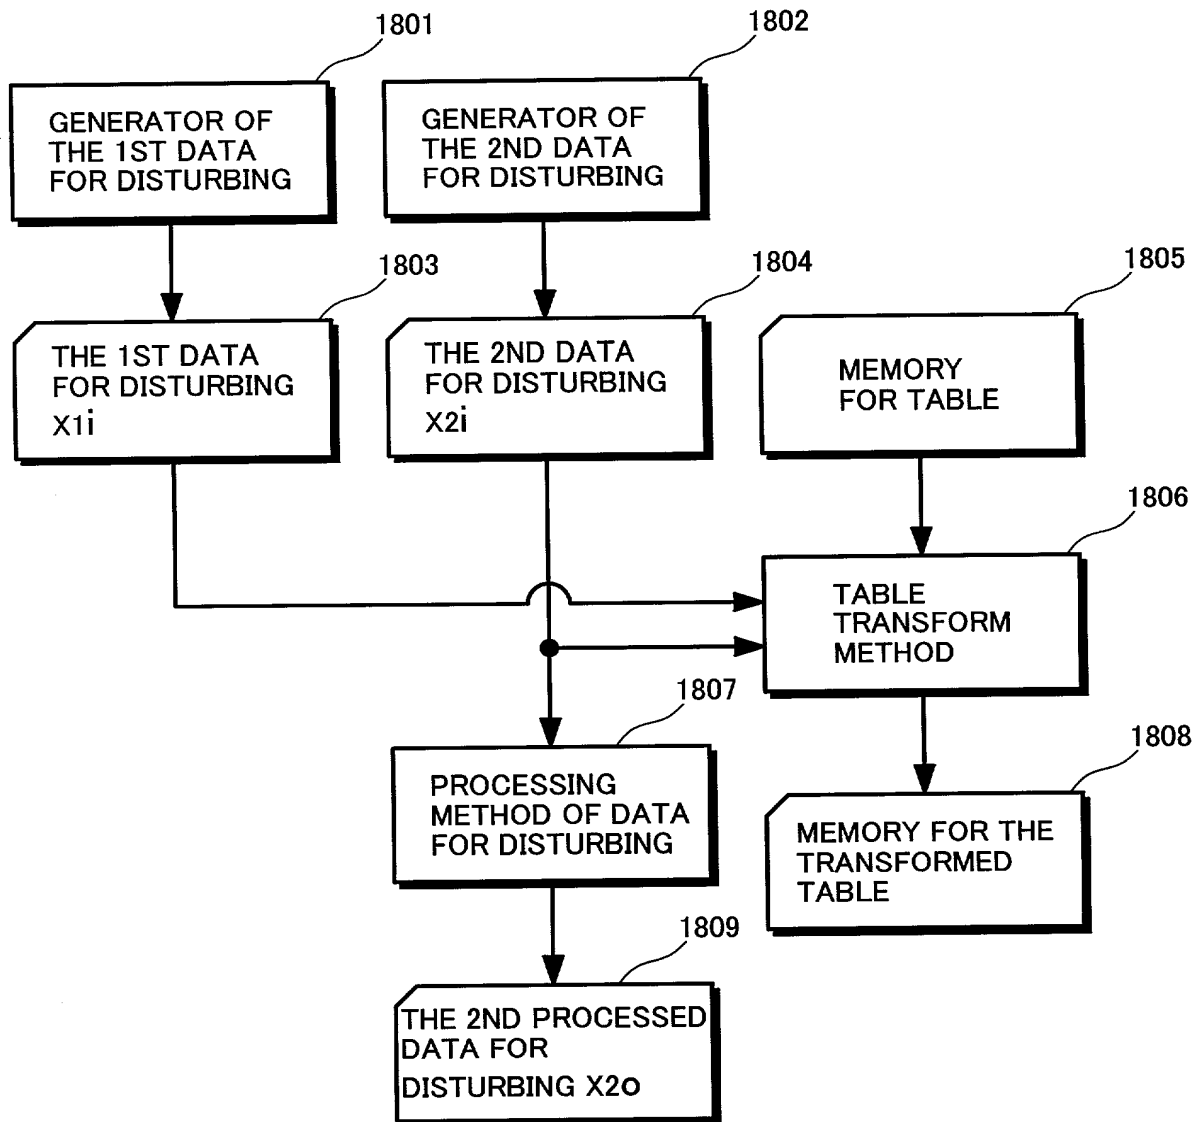 1801
1802
GENERATOR OF
THE 1ST DATA
FOR DISTURBING
GENERATOR OF
THE 2ND DATA
FOR DISTURBING
1803
1804
1805
THE 1ST DATA
FOR DISTURBING
X1i
THE 2ND DATA
FOR DISTURBING
X2i
MEMORY
FOR TABLE
1806
TABLE
TRANSFORM
METHOD
1807
1808
PROCESSING
METHOD OF DATA
FOR DISTURBING
MEMORY FOR THE
TRANSFORMED
TABLE
1809
THE 2ND PROCESSED
DATA FOR
DISTURBING X2o